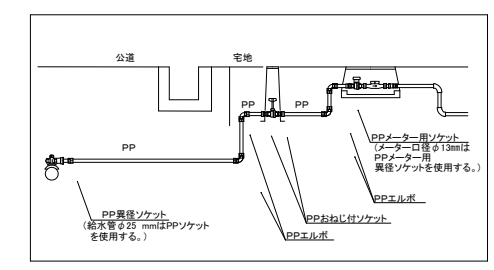 公道
宅地
PP
PP
PP
PPメーター用ソケット
(メーター口径φ13mmは
PPメーター用
異径ソケットを使用する。)
PPエルボ
PPおねじ付ソケット
PPエルボ
PP異径ソケット
(給水管φ25 mmはPPソケット
を使用する。)